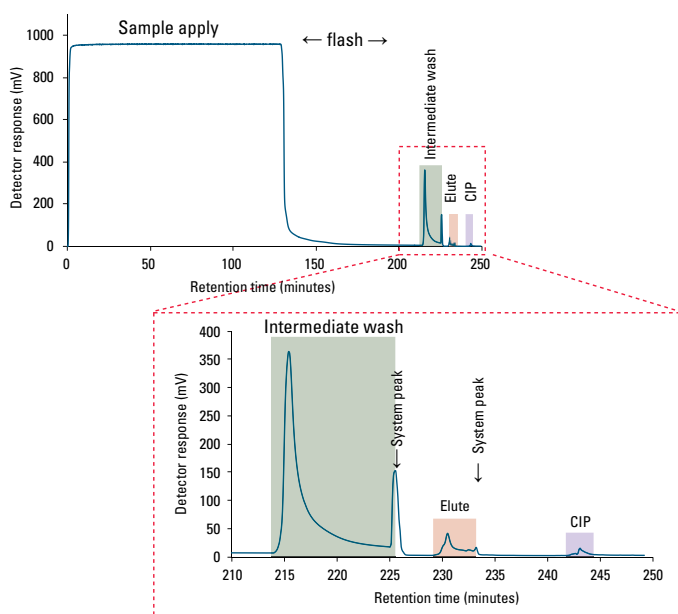 Sample apply
← flash →
Detector response (mV)
1000
800
600
400
200
0
Intermediate wash
Elute
CIP
0
50
100
150
200
250
Retention time (minutes)
Intermediate wash
Detector response (mV)
400
350
300
250
200
150
100
50
0
System peak
System peak
Elute
CIP
210
215
220
225
230
235
240
245
250
Retention time (minutes)